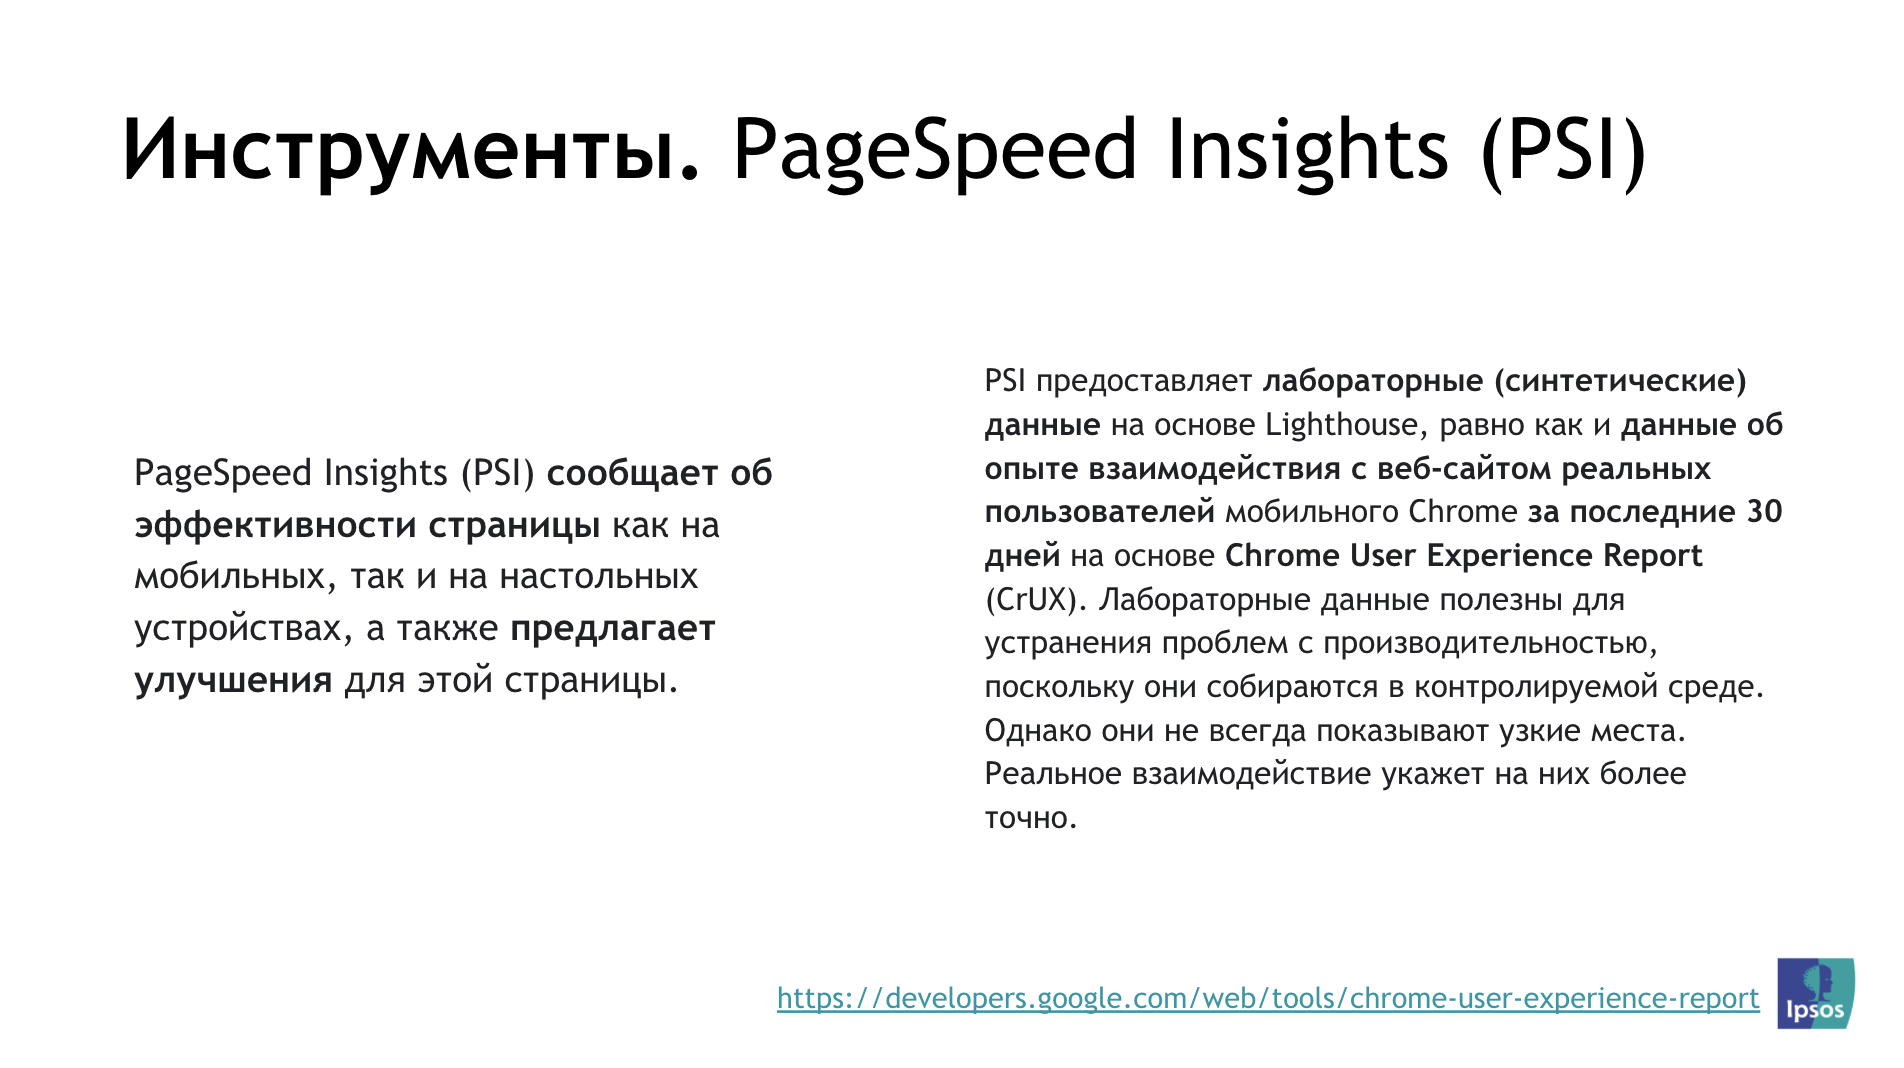 Инструменты. PageSpeed Insights (PSI)
PageSpeed Insights (PSI) сообщает об
эффективности страницы как на
мобильных, так и на настольных
устройствах, а также предлагает
улучшения для этой страницы.
PSI предоставляет лабораторные (синтетические)
данные на основе Lighthouse, равно как и данные об
опыте взаимодействия с веб-сайтом реальных
пользователей мобильного Chrome за последние 30
дней на основе Chrome User Experience Report
(CrUX). Лабораторные данные полезны для
устранения проблем с производительностью,
поскольку они собираются в контролируемой среде.
Однако они не всегда показывают узкие места.
Реальное взаимодействие укажет на них более
точно.
https://developers.google.com/web/tools/chrome-user-experience-report
Ipsos